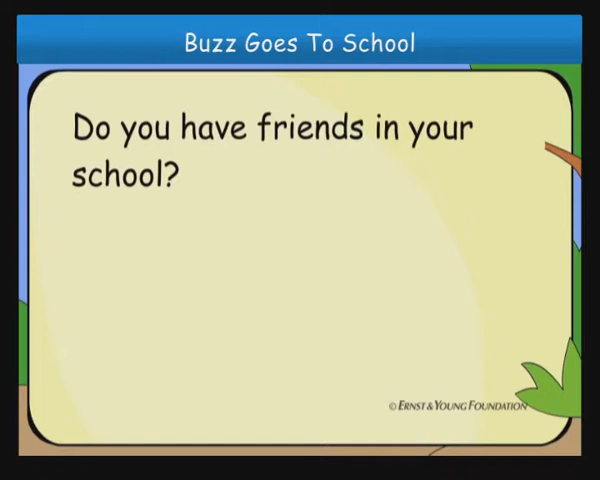 Buzz Goes To School
Do you have friends in your
school?
© ERNST & YOUNG FOUNDATION